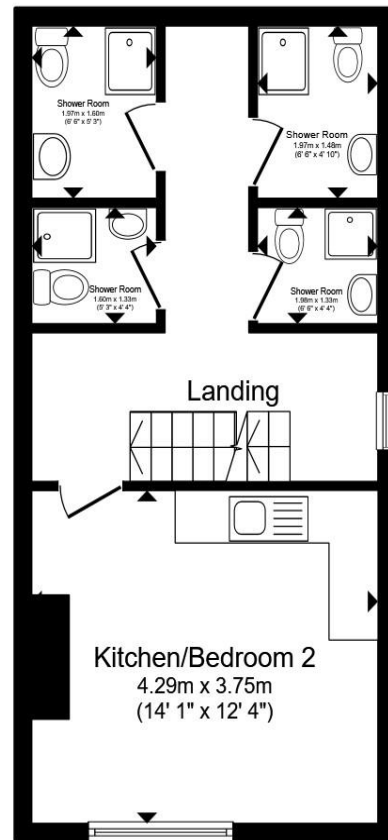 Shower Room
1.97m x 1.60m
(6' 6" x 5' 3")
Shower Room
1.97m x 1.48m
(6' 6" x 4' 10")
Shower Room
1.60m x 1.33m
(5' 3" x 4' 4")
Shower Room
1.98m x 1.33m
(6' 6" x 4' 4")
Landing
Kitchen/Bedroom 2
4.29m x 3.75m
(14' 1" x 12' 4")